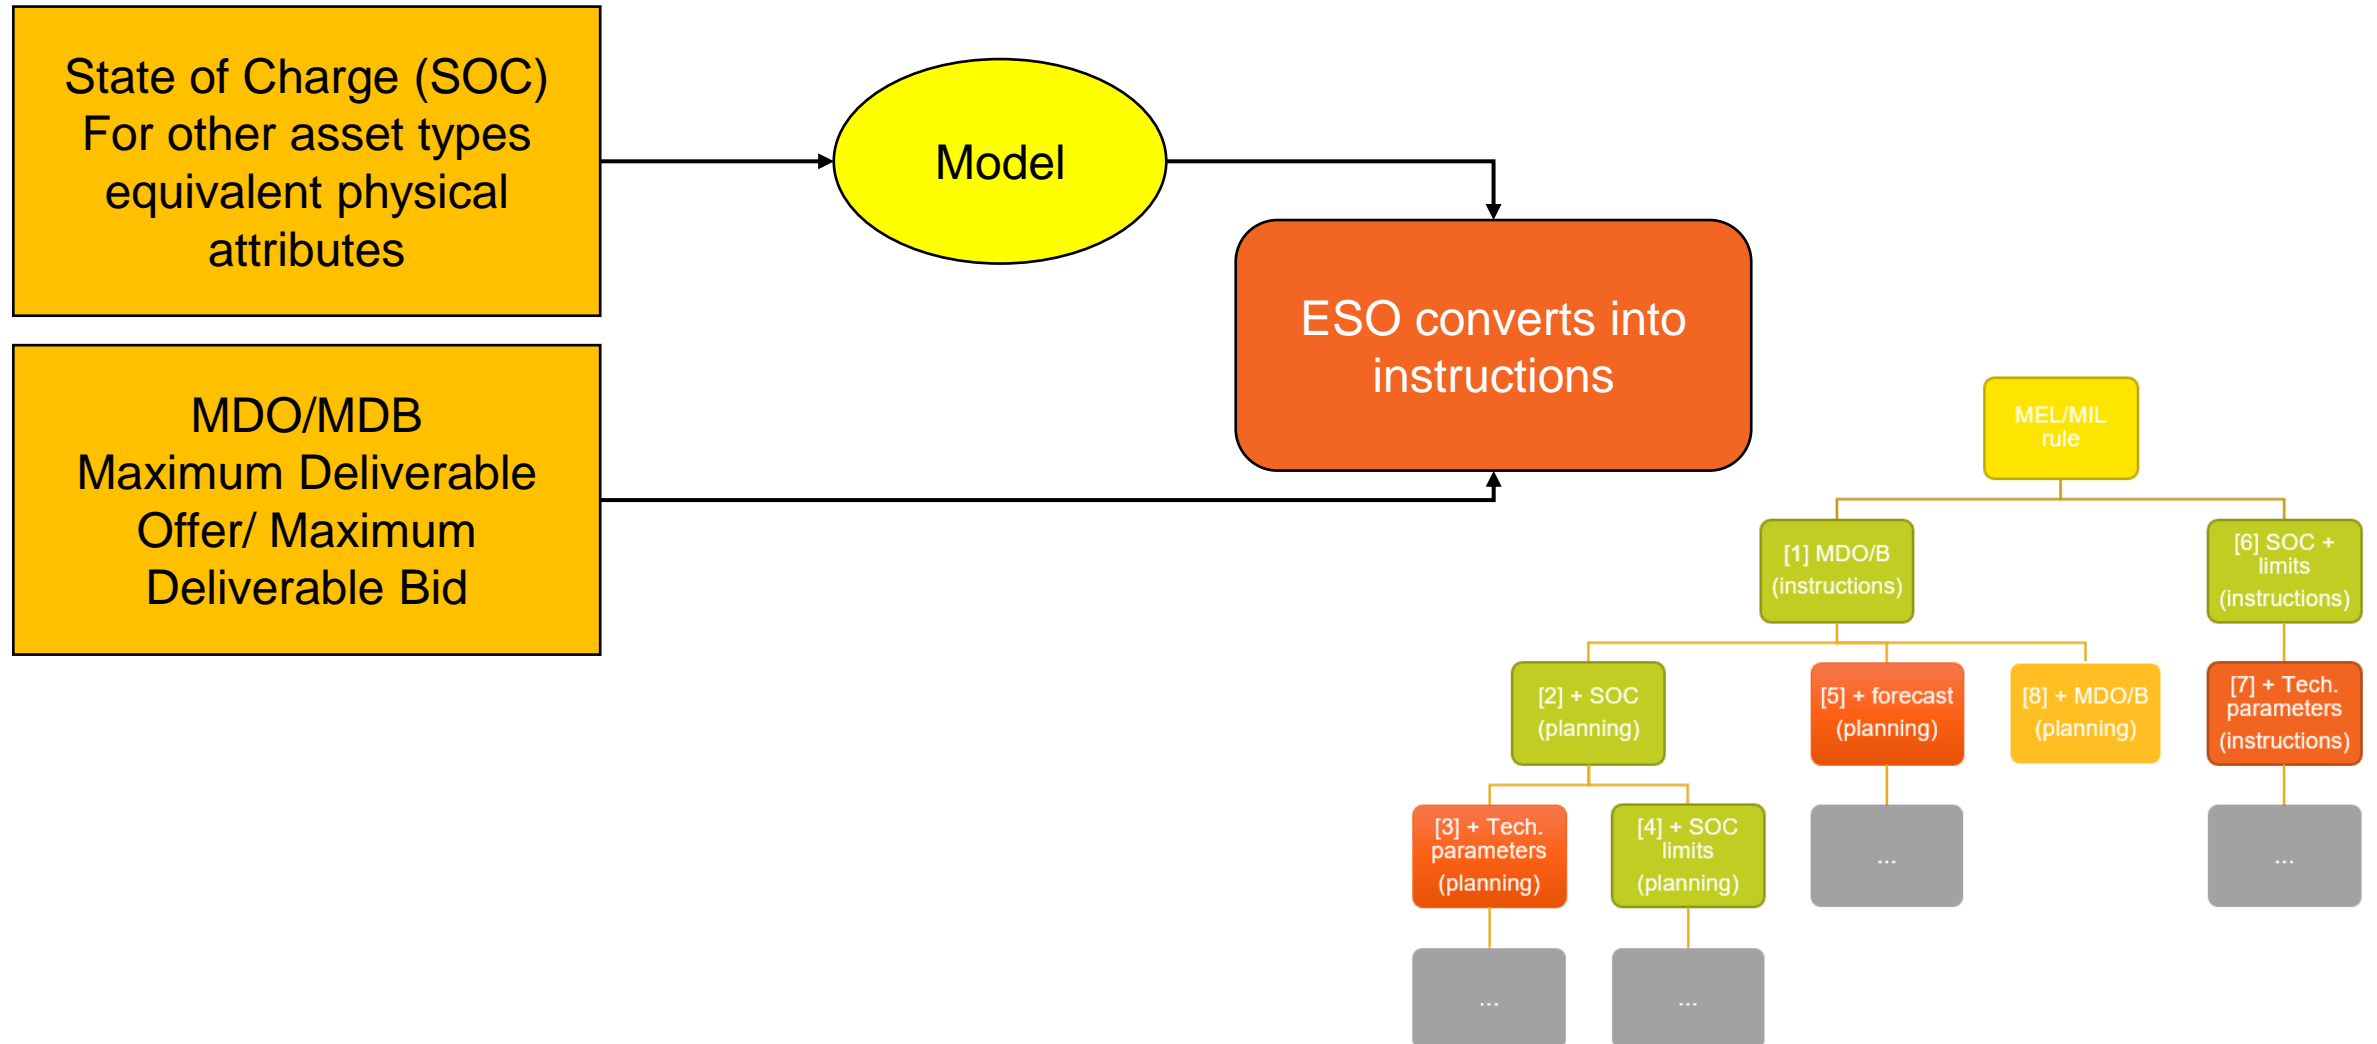 State of Charge (SOC)
For other asset types
equivalent physical
attributes
Model
ESO converts into
instructions
MDO/MDB
Maximum Deliverable
Offer/ Maximum
Deliverable Bid
MEL/MIL
rule
[1] MDO/B
(instructions)
[6] SOC +
limits
(instructions)
[2] + SOC
(planning)
[5] + forecast
(planning)
[8] + MDO/B
(planning)
[7] + Tech.
parameters
(instructions)
[3] + Tech.
parameters
(planning)
[4] + SOC
limits
(planning)
...
...
...
...